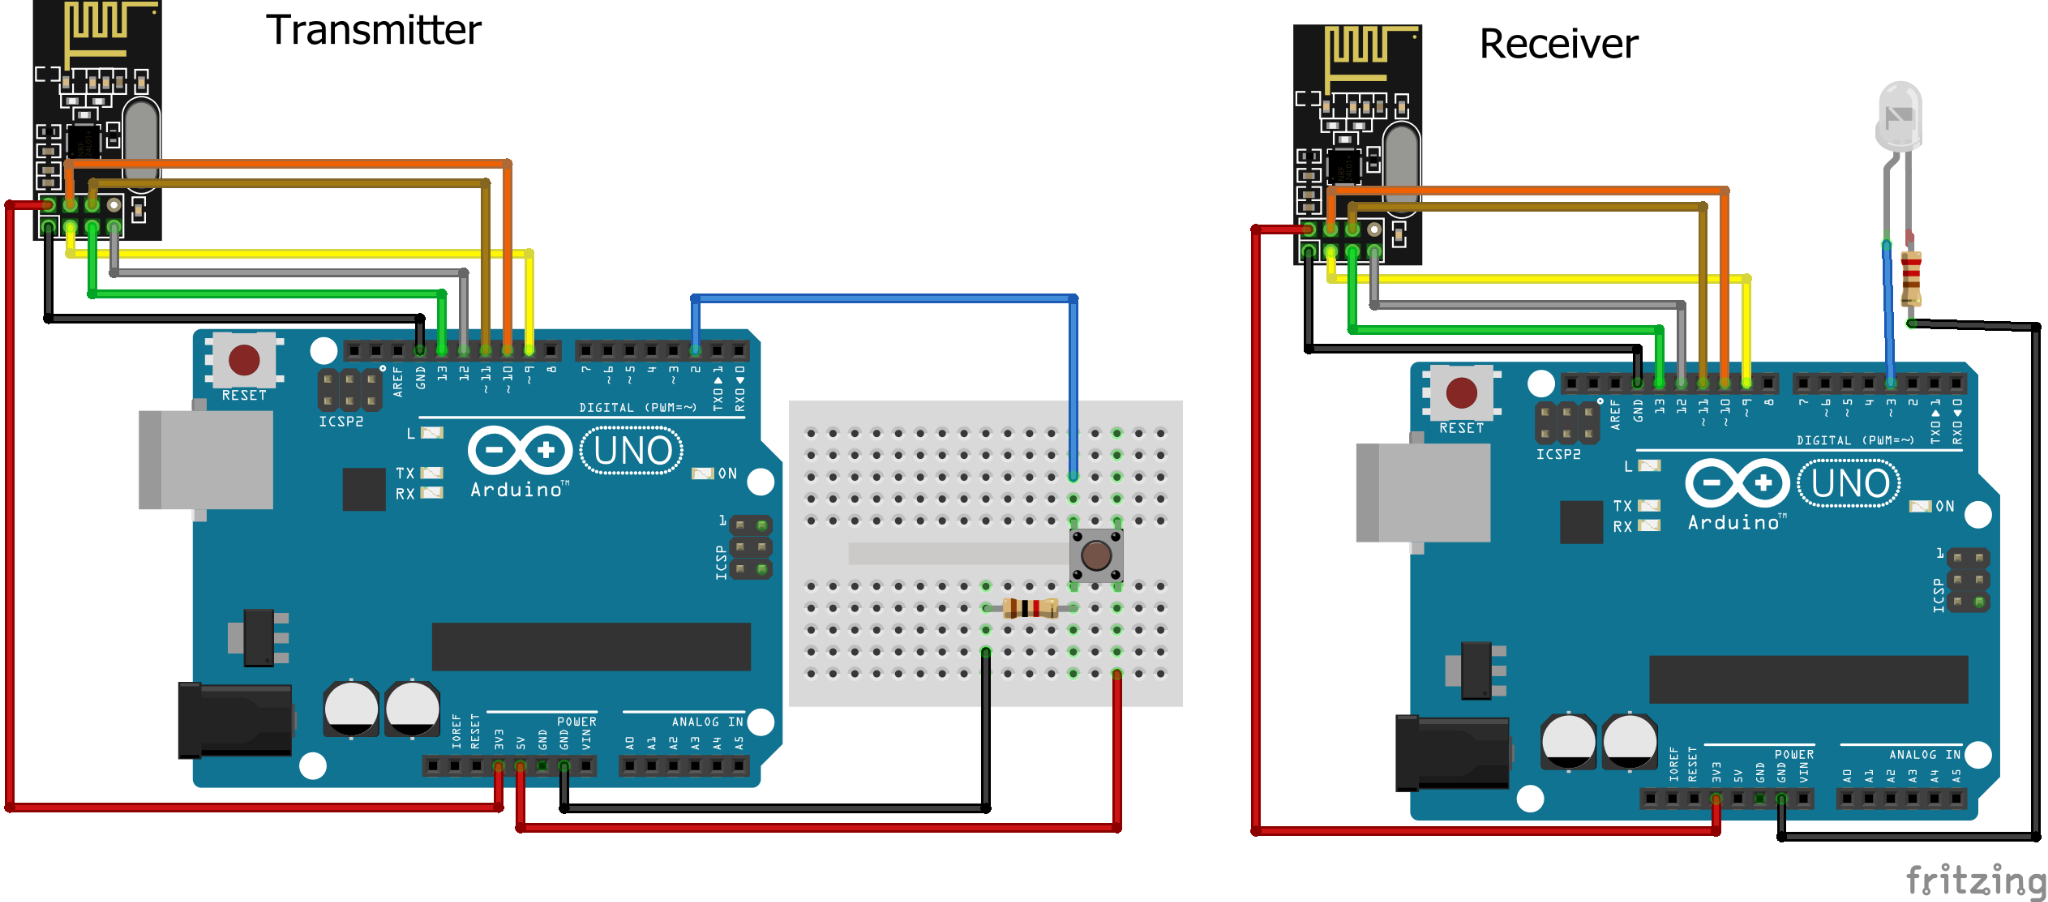 Transmitter
RESET
ICSP2
AREF
GND
13
12
~11
~10
~9
8
7
~6
~5
4
~3
2
TX0 1
RX0 0
DIGITAL (PWM=~)
L
TX
RX
UNO
Arduino™
ON
1
ICSP
IOREF
RESET
3V3
5V
GND
GND
VIN
POWER
ANALOG IN
A0
A1
A2
A3
A4
A5
Receiver
RESET
ICSP2
AREF
GND
13
12
~11
~10
~9
8
7
~6
~5
4
~3
2
TX0 1
RX0 0
DIGITAL (PWM=~)
L
TX
RX
UNO
Arduino™
ON
1
ICSP
IOREF
RESET
3V3
5V
GND
GND
VIN
POWER
ANALOG IN
A0
A1
A2
A3
A4
A5
fritzing